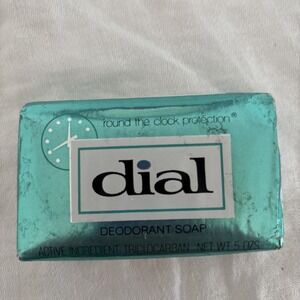 round the clock protection®
dial
DEODORANT SOAP
ACTIVE INGREDIENT: TRICLOCARBAN NET WT. 5 OZS.